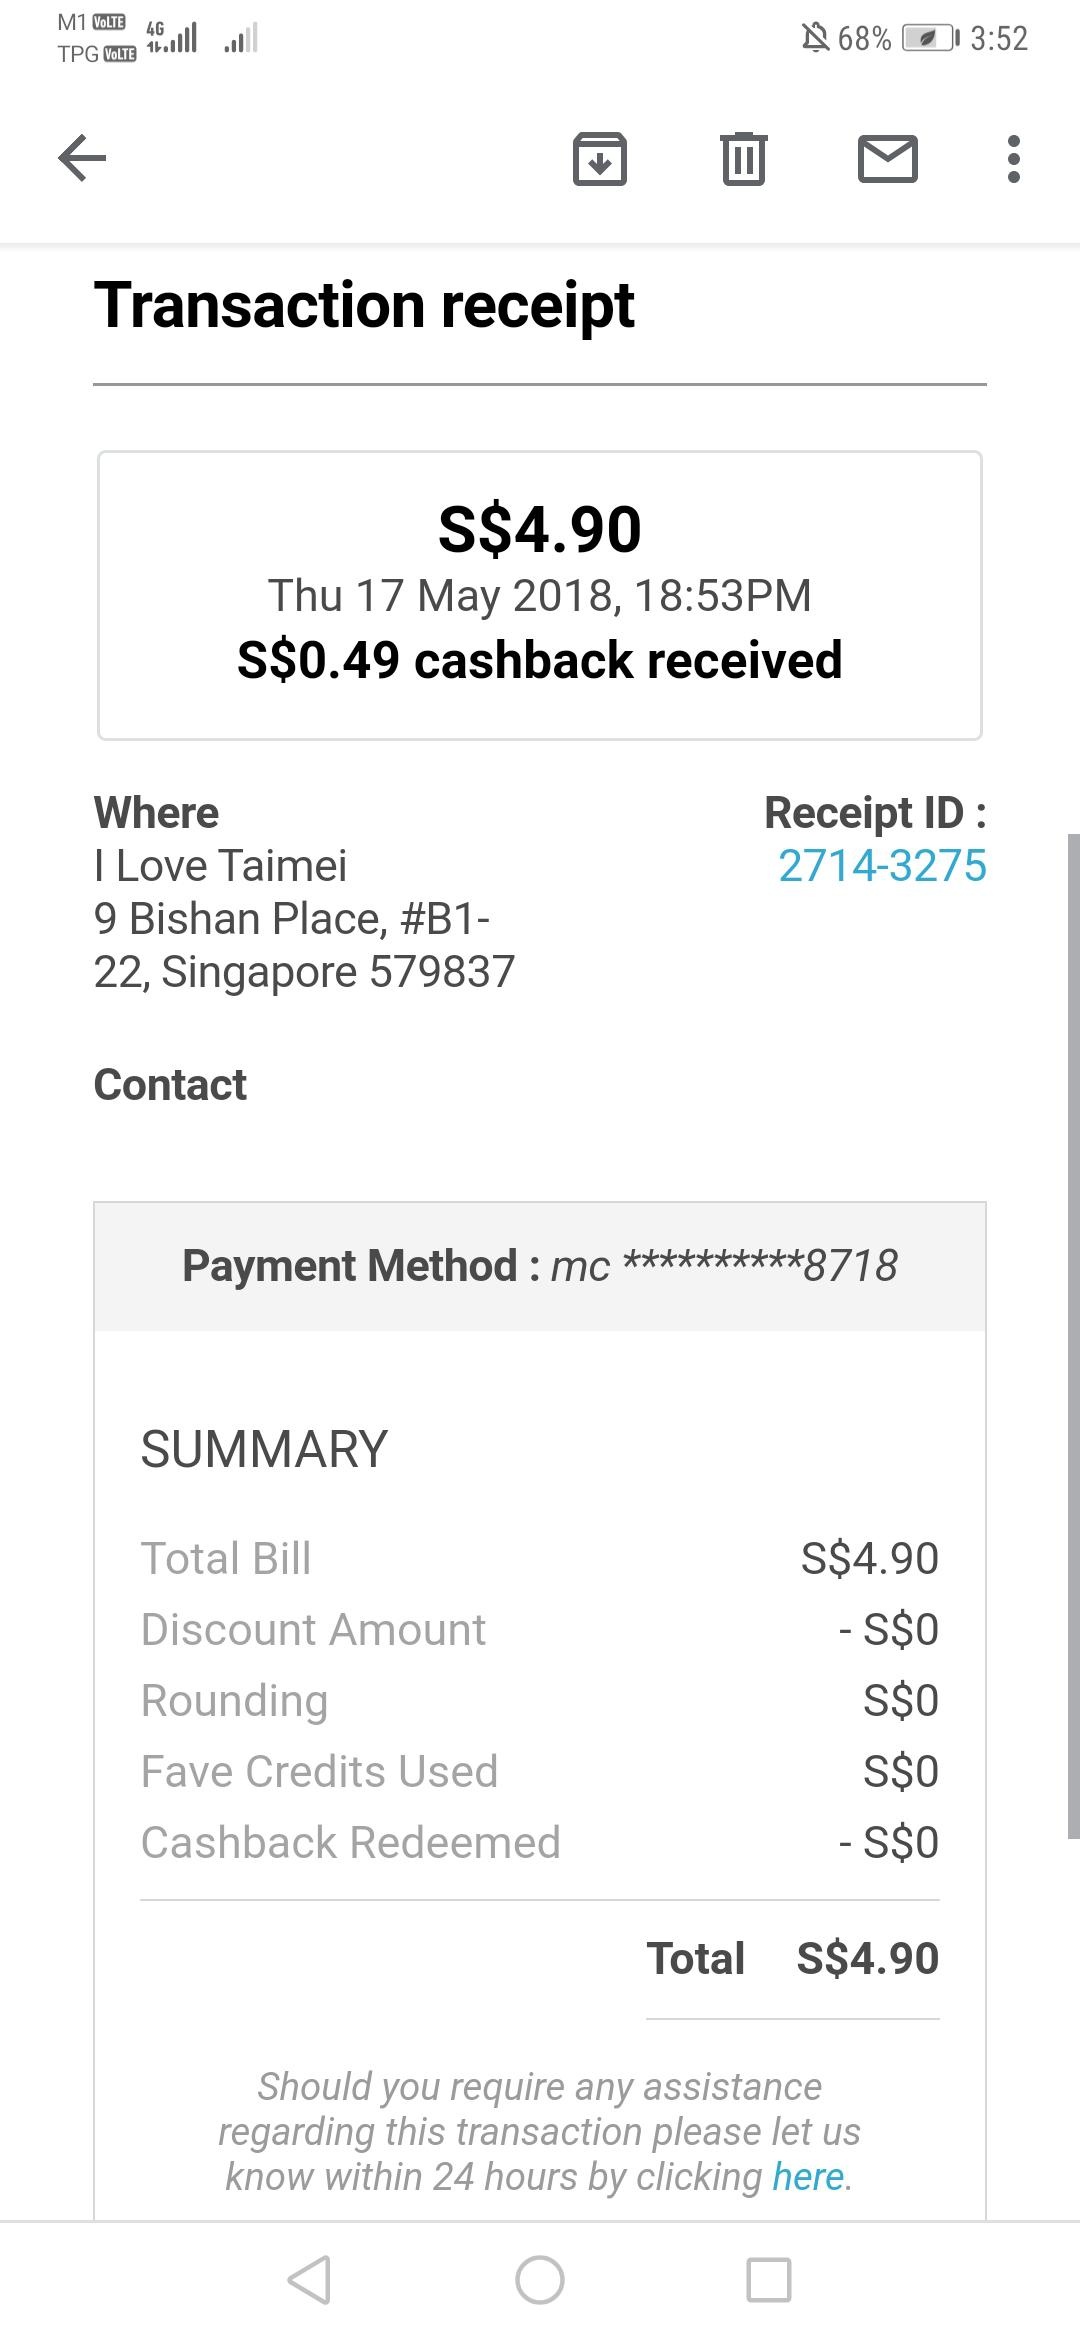 M1 VoLTE 4G 68% 3:52
TPG VoLTE
Transaction receipt
S$4.90
Thu 17 May 2018, 18:53PM
S$0.49 cashback received
Where
I Love Taimei
9 Bishan Place, #B1-
22, Singapore 579837
Receipt ID :
2714-3275
Contact
Payment Method : mc **********8718
SUMMARY
Total Bill S$4.90
Discount Amount - S$0
Rounding S$0
Fave Credits Used S$0
Cashback Redeemed - S$0
Total S$4.90
Should you require any assistance
regarding this transaction please let us
know within 24 hours by clicking here.